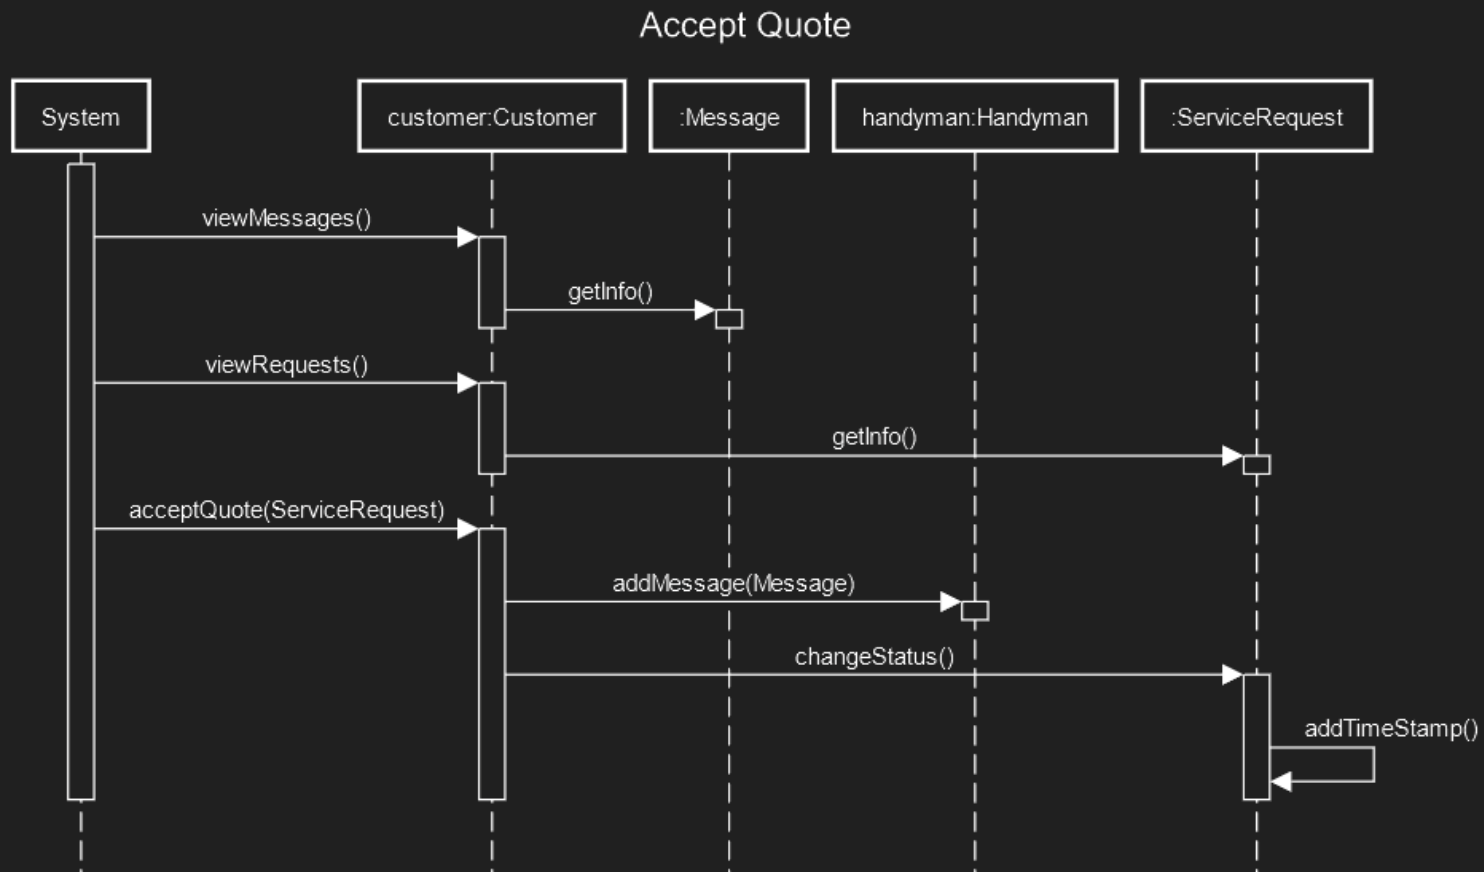 Accept Quote
System
customer:Customer
:Message
handyman:Handyman
:ServiceRequest
viewMessages()
getInfo()
viewRequests()
getInfo()
acceptQuote(ServiceRequest)
addMessage(Message)
changeStatus()
addTimeStamp()